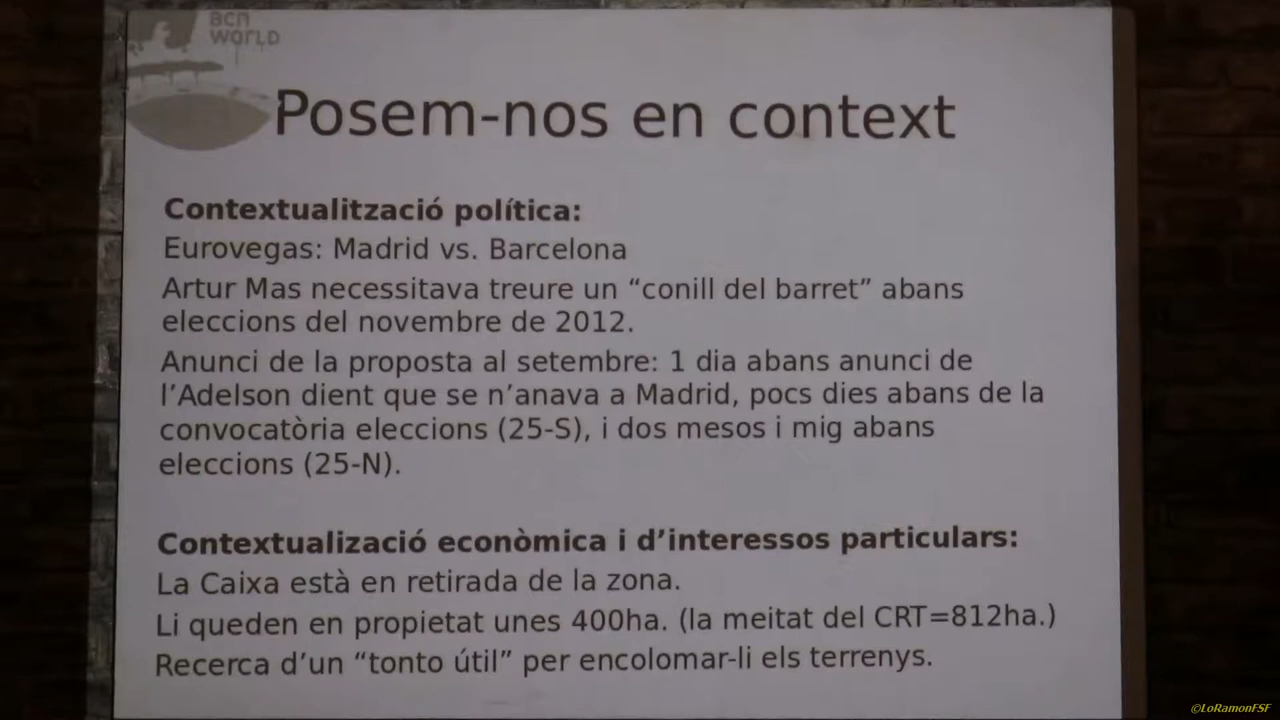 acn
world
Posem-nos en context
Contextualització política:
Eurovegas: Madrid vs. Barcelona
Artur Mas necessitava treure un “conill del barret” abans
eleccions del novembre de 2012.
Anunci de la proposta al setembre: 1 dia abans anunci de
l’Adelson dient que se n’anava a Madrid, pocs dies abans de la
convocatòria eleccions (25-S), i dos mesos i mig abans
eleccions (25-N).
Contextualizació econòmica i d’interessos particulars:
La Caixa està en retirada de la zona.
Li queden en propietat unes 400ha. (la meitat del CRT=812ha.)
Recerca d’un “tonto útil” per encolomar-li els terrenys.
©LoRamonFSF